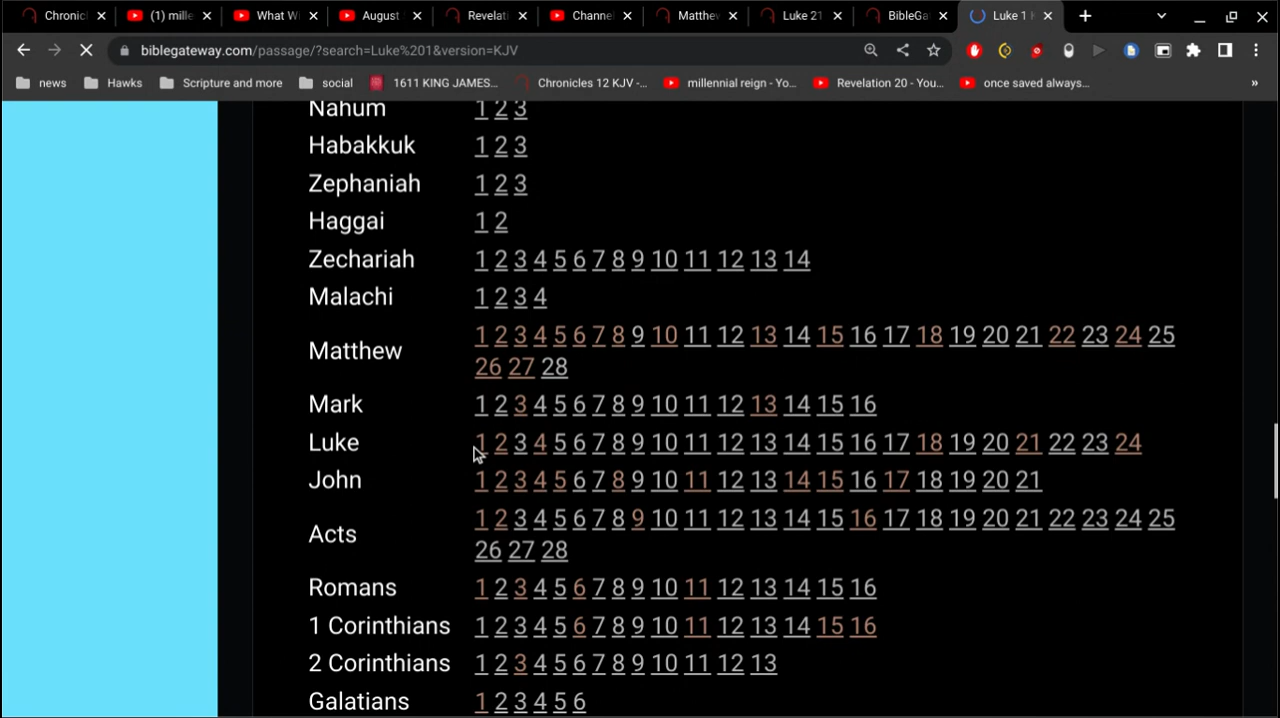 Chronicl (1) mille What Wi August Revelati Channel Matthew Luke 21 BibleGa Luke 1 K
biblegateway.com/passage/?search=Luke%201&version=KJV
news Hawks Scripture and more social 1611 KING JAMES... Chronicles 12 KJV -... millennial reign - Yo... Revelation 20 - You... once saved always... »
Nahum 1 2 3
Habakkuk 1 2 3
Zephaniah 1 2 3
Haggai 1 2
Zechariah 1 2 3 4 5 6 7 8 9 10 11 12 13 14
Malachi 1 2 3 4
Matthew 1 2 3 4 5 6 7 8 9 10 11 12 13 14 15 16 17 18 19 20 21 22 23 24 25
26 27 28
Mark 1 2 3 4 5 6 7 8 9 10 11 12 13 14 15 16
Luke 1 2 3 4 5 6 7 8 9 10 11 12 13 14 15 16 17 18 19 20 21 22 23 24
John 1 2 3 4 5 6 7 8 9 10 11 12 13 14 15 16 17 18 19 20 21
Acts 1 2 3 4 5 6 7 8 9 10 11 12 13 14 15 16 17 18 19 20 21 22 23 24 25
26 27 28
Romans 1 2 3 4 5 6 7 8 9 10 11 12 13 14 15 16
1 Corinthians 1 2 3 4 5 6 7 8 9 10 11 12 13 14 15 16
2 Corinthians 1 2 3 4 5 6 7 8 9 10 11 12 13
Galatians 1 2 3 4 5 6